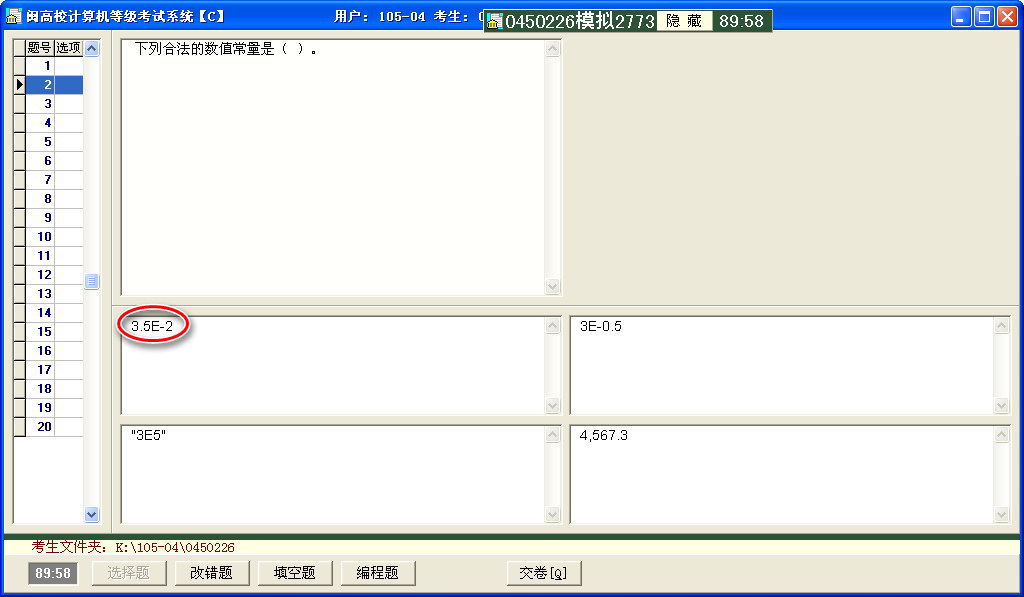 闽高校计算机等级考试系统【C】 用户: 105-04 考生:
0450226模拟2773 隐 藏 89:58
题号 选项
下列合法的数值常量是( )。
1
2
3
4
5
6
7
8
9
10
11
12
13
14
15
16
17
18
19
20
3.5E-2
3E-0.5
"3E5"
4,567.3
考生文件夹: K:\105-04\0450226
89:58 选择题 改错题 填空题 编程题 交卷[Q]